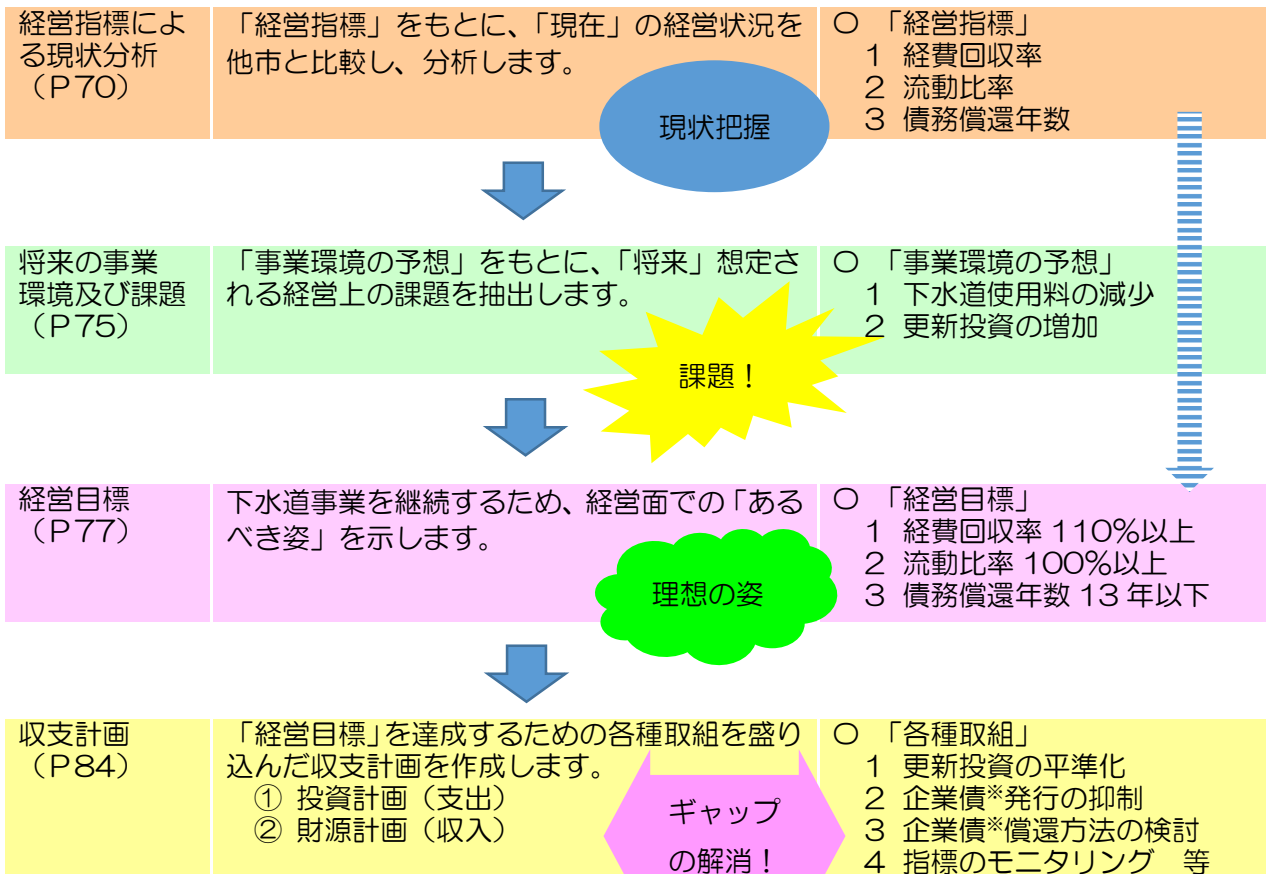 経営指標によ
る現状分析
（P70）
「経営指標」をもとに、「現在」の経営状況を
他市と比較し、分析します。
現状把握
○　「経営指標」
1　経費回収率
2　流動比率
3　債務償還年数
将来の事業
環境及び課題
（P75）
「事業環境の予想」をもとに、「将来」想定さ
れる経営上の課題を抽出します。
課題！
○　「事業環境の予想」
1　下水道使用料の減少
2　更新投資の増加
経営目標
（P77）
下水道事業を継続するため、経営面での「ある
べき姿」を示します。
理想の姿
○　「経営目標」
1　経費回収率 110％以上
2　流動比率 100％以上
3　債務償還年数 13 年以下
収支計画
（P84）
「経営目標」を達成するための各種取組を盛り
込んだ収支計画を作成します。
①　投資計画（支出）
②　財源計画（収入）
ギャップ
の解消！
○　「各種取組」
1　更新投資の平準化
2　企業債※発行の抑制
3　企業債※償還方法の検討
4　指標のモニタリング　等